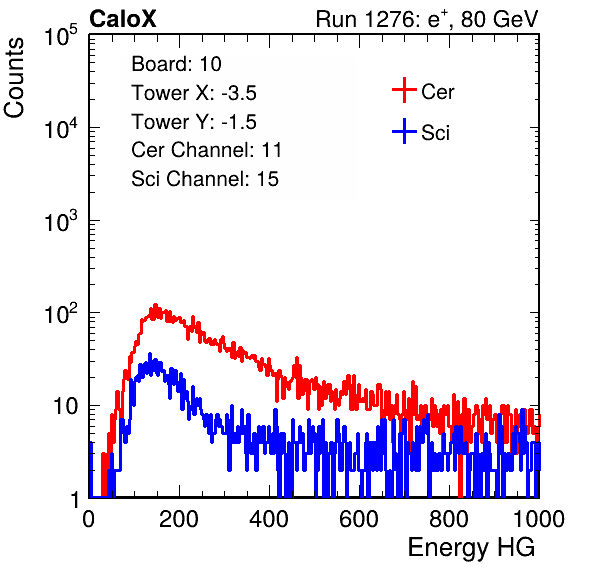 CaloX Run 1276: e⁺, 80 GeV
Board: 10
Tower X: -3.5
Tower Y: -1.5
Cer Channel: 11
Sci Channel: 15
Cer
Sci
Counts
10⁵
10⁴
10³
10²
10
1
0 200 400 600 800 1000
Energy HG